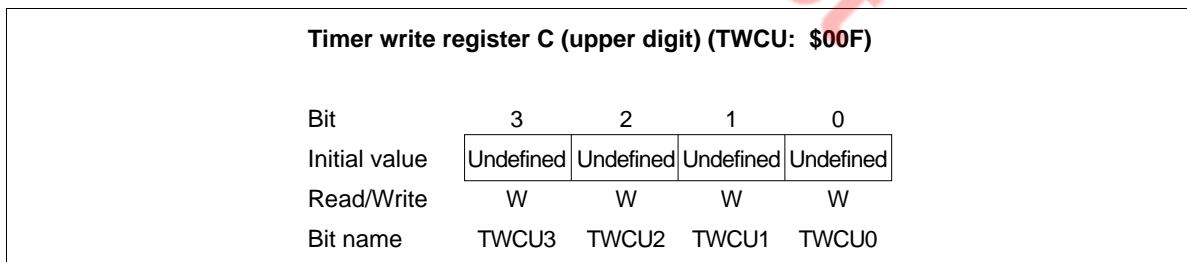 Timer write register C (upper digit) (TWCU: $00F)
Bit 3 2 1 0
Initial value Undefined Undefined Undefined Undefined
Read/Write W W W W
Bit name TWCU3 TWCU2 TWCU1 TWCU0